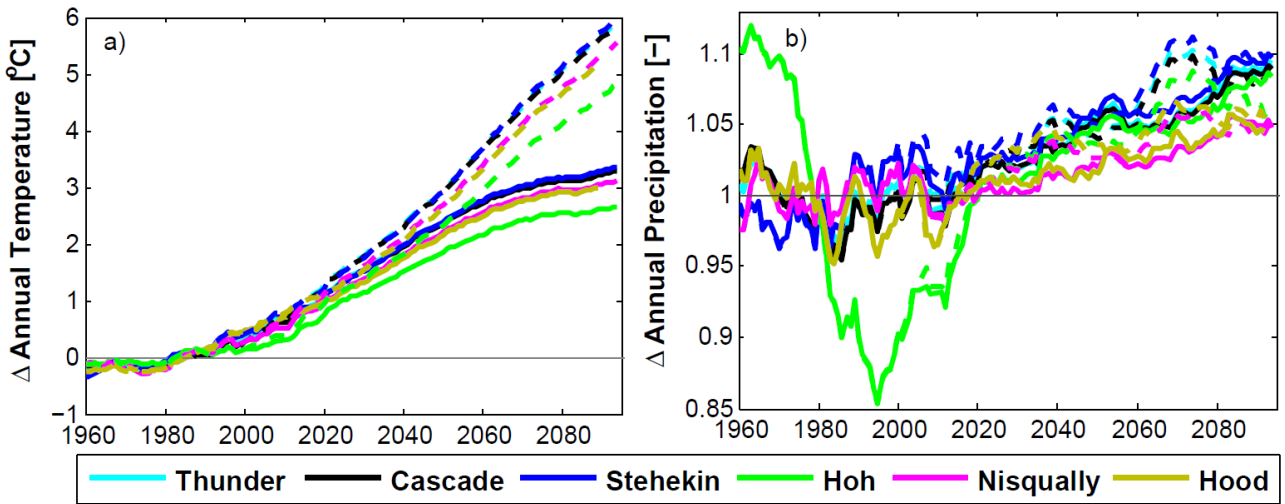 a)
Δ Annual Temperature [⁰C]
6
5
4
3
2
1
0
−1
1960 1980 2000 2020 2040 2060 2080
b)
Δ Annual Precipitation [−]
1.1
1.05
1
0.95
0.9
0.85
1960 1980 2000 2020 2040 2060 2080
Thunder Cascade Stehekin Hoh Nisqually Hood